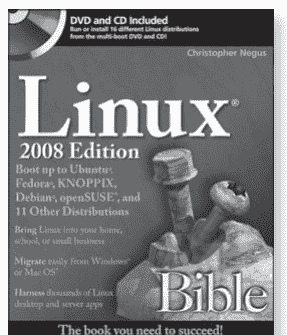 DVD and CD Included
Run or install 16 different Linux distributions
from the multi-boot DVD and CD!
Christopher Negus
Linux®
2008 Edition
Boot up to Ubuntu®,
Fedora®, KNOPPIX,
Debian®, openSUSE™, and
11 Other Distributions
Bring Linux into your home,
school, or small business
Migrate easily from Windows®
or Mac OS®
Harness thousands of Linux
desktop and server apps
Bible
The book you need to succeed!